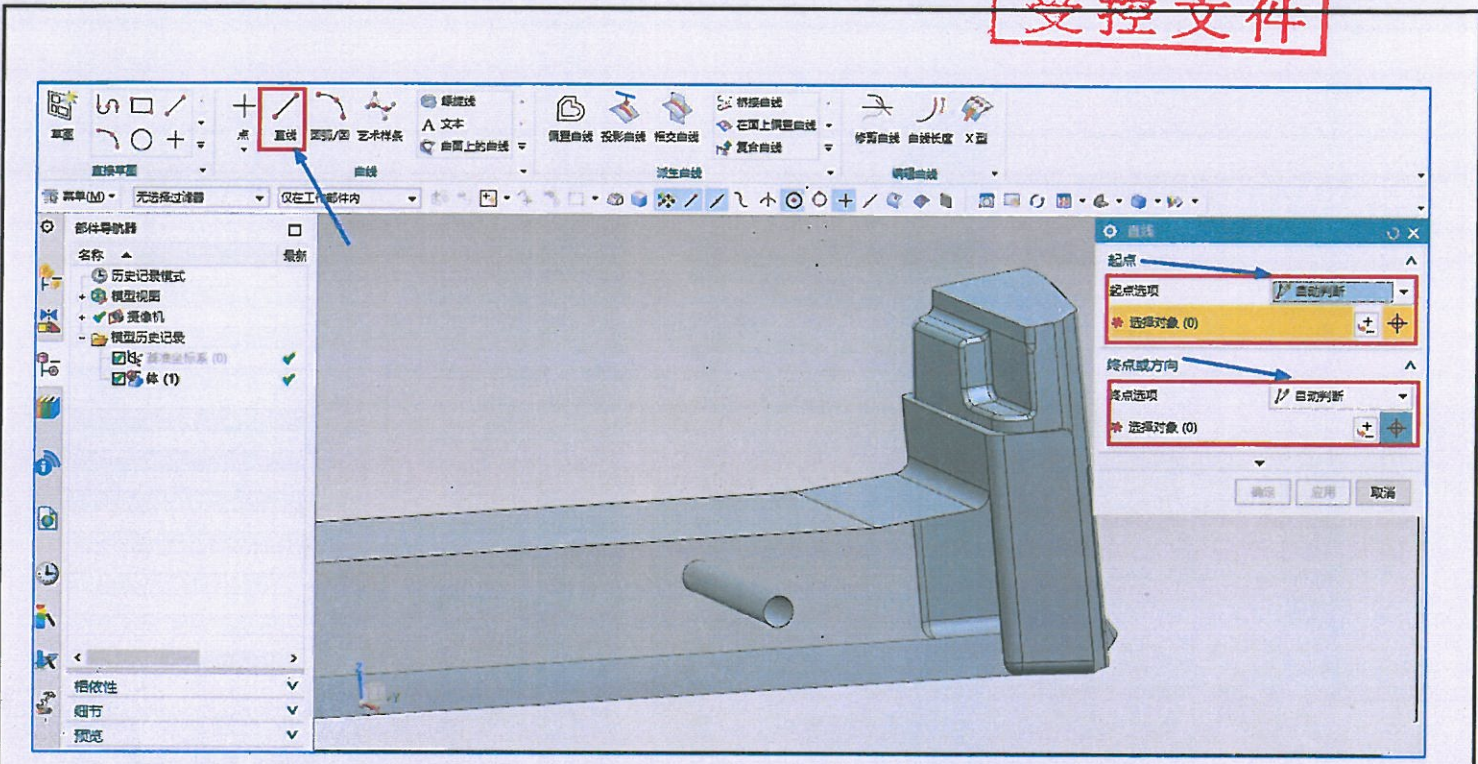 受控文件
草图
点
直线
圆弧/圆
艺术样条
螺旋线
A 文本
曲面上的曲线
偏置曲线
投影曲线
相交曲线
桥接曲线
在面上偏置曲线
复合曲线
修剪曲线
曲线长度
X 型
直接草图
曲线
派生曲线
编辑曲线
菜单(M)
无选择过滤器
仅在工作部件内
部件导航器
名称
最新
历史记录模式
模型视图
摄像机
模型历史记录
基准坐标系 (0)
体 (1)
相依性
细节
预览
直线
起点
起点选项
自动判断
选择对象 (0)
终点或方向
终点选项
自动判断
选择对象 (0)
确定
应用
取消
Z
Y